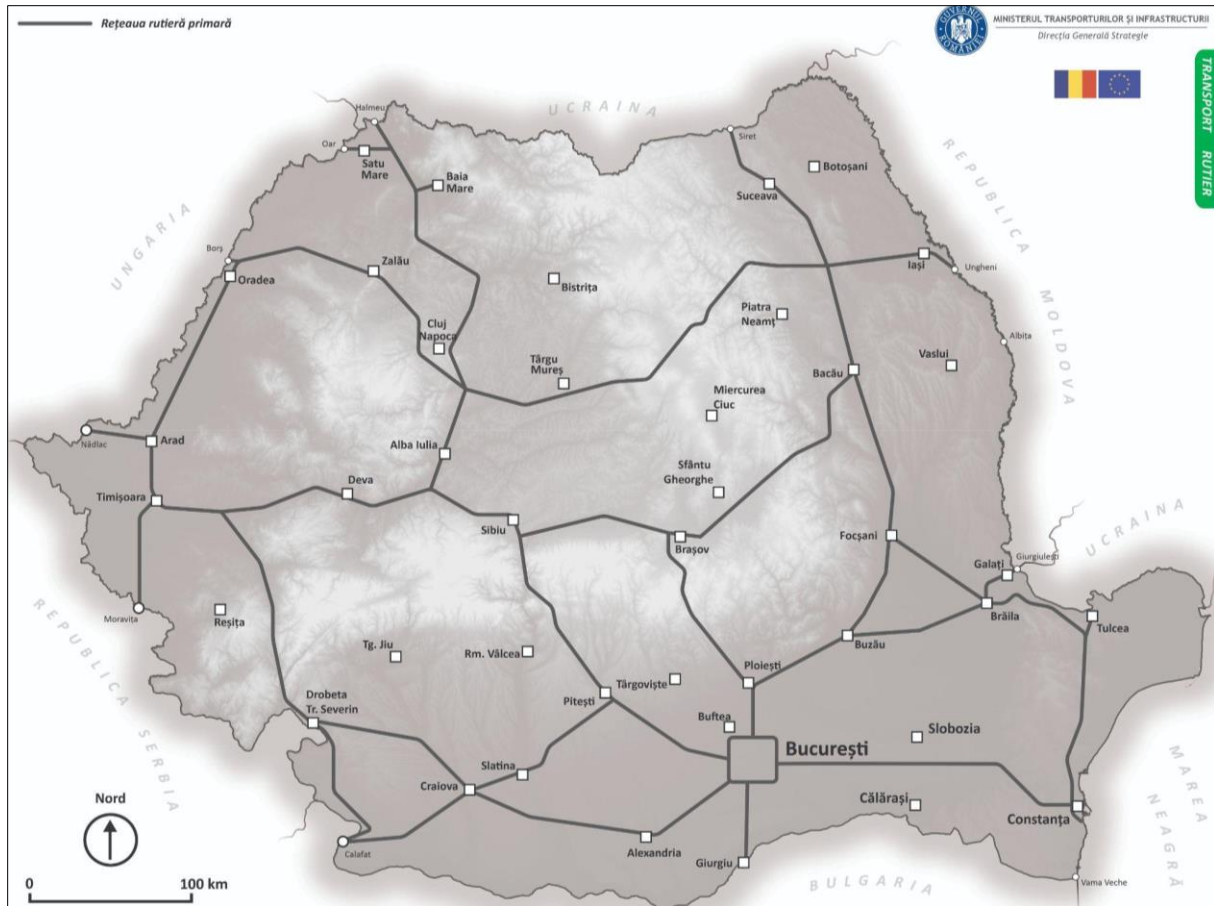 Rețeaua rutieră primară
GUVERNUL ROMÂNIEI
MINISTERUL TRANSPORTURILOR ȘI INFRASTRUCTURII
Direcția Generală Strategie
TRANSPORT RUTIER
UCRAINA
Halmeu
Oar
Satu
Mare
Baia
Mare
Siret
Botoșani
Suceava
REPUBLICA MOLDOVA
UNGARIA
Borș
Oradea
Zalău
Bistrița
Iași
Ungheni
Cluj
Napoca
Piatra
Neamț
Albița
Târgu
Mureș
Bacău
Vaslui
Miercurea
Ciuc
Nădlac
Arad
Alba Iulia
Sfântu
Gheorghe
Timișoara
Deva
Sibiu
Brașov
Focșani
UCRAINA
Galați
Giurgiulești
Moravița
Reșița
Brăila
Tulcea
REPUBLICA SERBIA
Tg. Jiu
Rm. Vâlcea
Buzău
Ploiești
Târgoviște
Pitești
Drobeta
Tr. Severin
Buftea
București
Slobozia
Slatina
Craiova
Călărași
Constanța
MAREA
NEAGRĂ
Nord
Calafat
Alexandria
Giurgiu
BULGARIA
Vama Veche
0
100 km